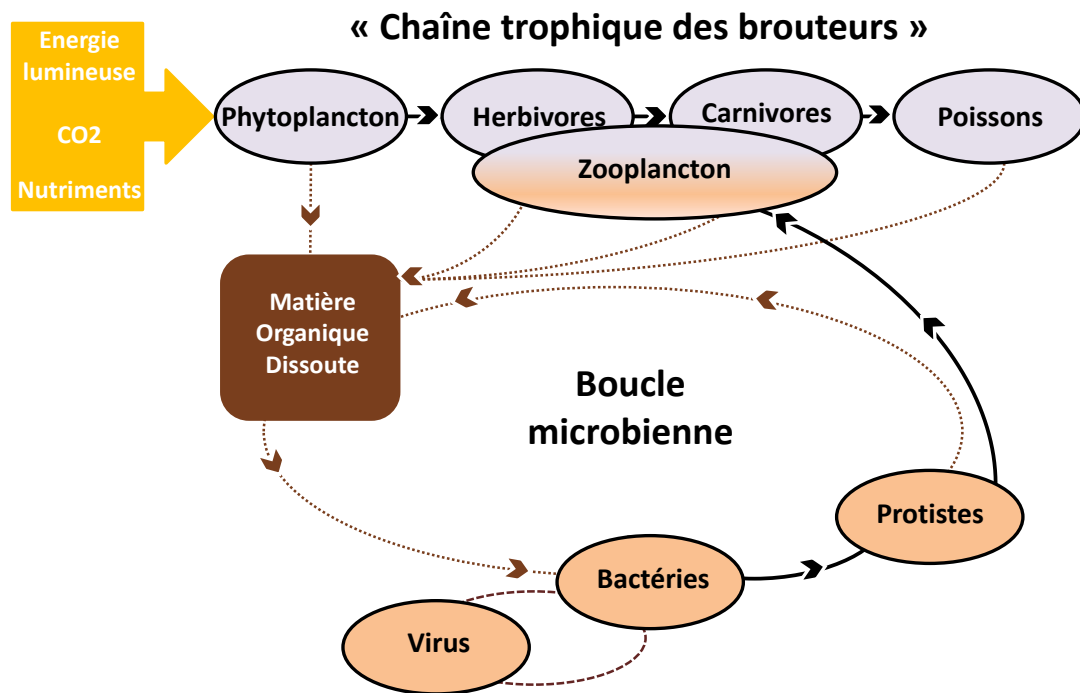 « Chaîne trophique des brouteurs »
Energie
lumineuse
CO2
Nutriments
Phytoplancton
Herbivores
Carnivores
Poissons
Zooplancton
Matière
Organique
Dissoute
Boucle
microbienne
Protistes
Bactéries
Virus